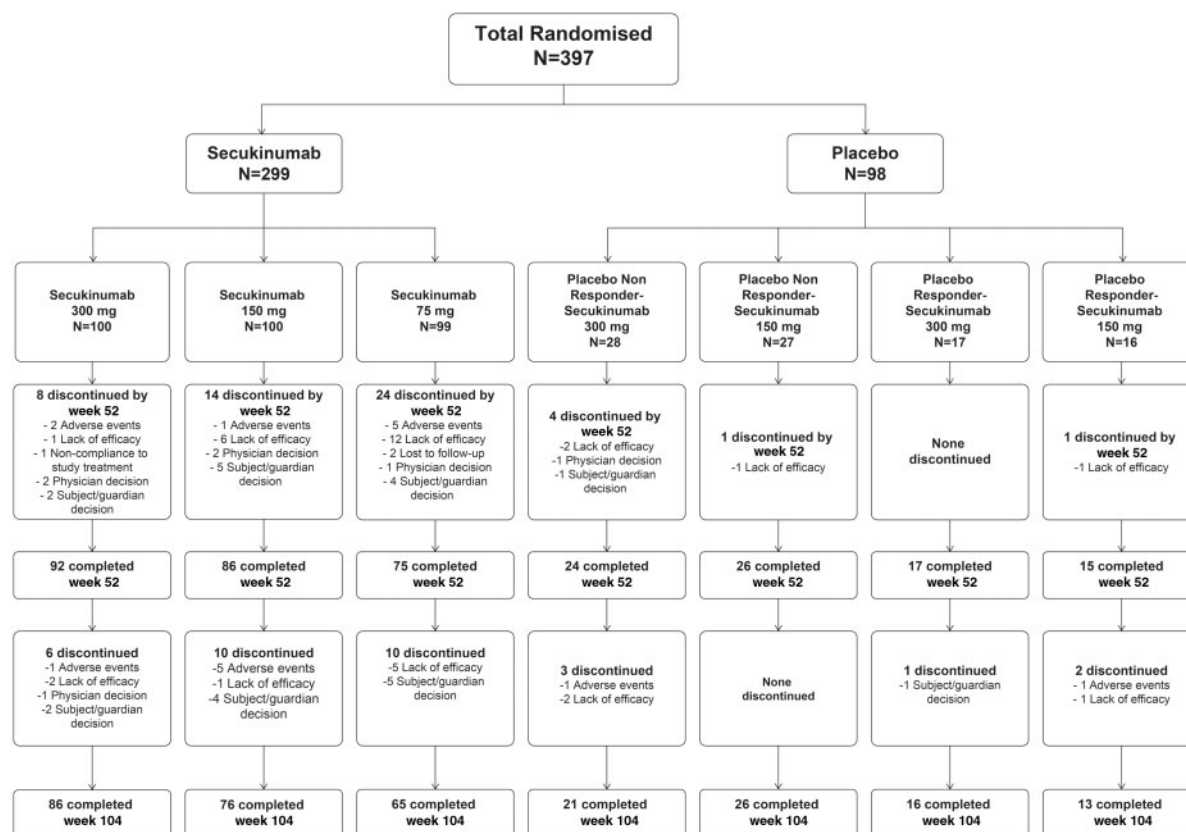 Total Randomised
N=397
Secukinumab
N=299
Placebo
N=98
Secukinumab
300 mg
N=100
Secukinumab
150 mg
N=100
Secukinumab
75 mg
N=99
Placebo Non
Responder-
Secukinumab
300 mg
N=28
Placebo Non
Responder-
Secukinumab
150 mg
N=27
Placebo
Responder-
Secukinumab
300 mg
N=17
Placebo
Responder-
Secukinumab
150 mg
N=16
8 discontinued by
week 52
- 2 Adverse events
- 1 Lack of efficacy
- 1 Non-compliance to
study treatment
- 2 Physician decision
- 2 Subject/guardian
decision
14 discontinued by
week 52
- 1 Adverse events
- 6 Lack of efficacy
- 2 Physician decision
- 5 Subject/guardian
decision
24 discontinued by
week 52
- 5 Adverse events
- 12 Lack of efficacy
- 2 Lost to follow-up
- 1 Physician decision
- 4 Subject/guardian
decision
4 discontinued by
week 52
-2 Lack of efficacy
-1 Physician decision
-1 Subject/guardian
decision
1 discontinued by
week 52
-1 Lack of efficacy
None
discontinued
1 discontinued by
week 52
-1 Lack of efficacy
92 completed
week 52
86 completed
week 52
75 completed
week 52
24 completed
week 52
26 completed
week 52
17 completed
week 52
15 completed
week 52
6 discontinued
-1 Adverse events
-2 Lack of efficacy
-1 Physician decision
-2 Subject/guardian
decision
10 discontinued
-5 Adverse events
-1 Lack of efficacy
-4 Subject/guardian
decision
10 discontinued
-5 Lack of efficacy
-5 Subject/guardian
decision
3 discontinued
-1 Adverse events
-2 Lack of efficacy
None
discontinued
1 discontinued
-1 Subject/guardian
decision
2 discontinued
- 1 Adverse events
- 1 Lack of efficacy
86 completed
week 104
76 completed
week 104
65 completed
week 104
21 completed
week 104
26 completed
week 104
16 completed
week 104
13 completed
week 104